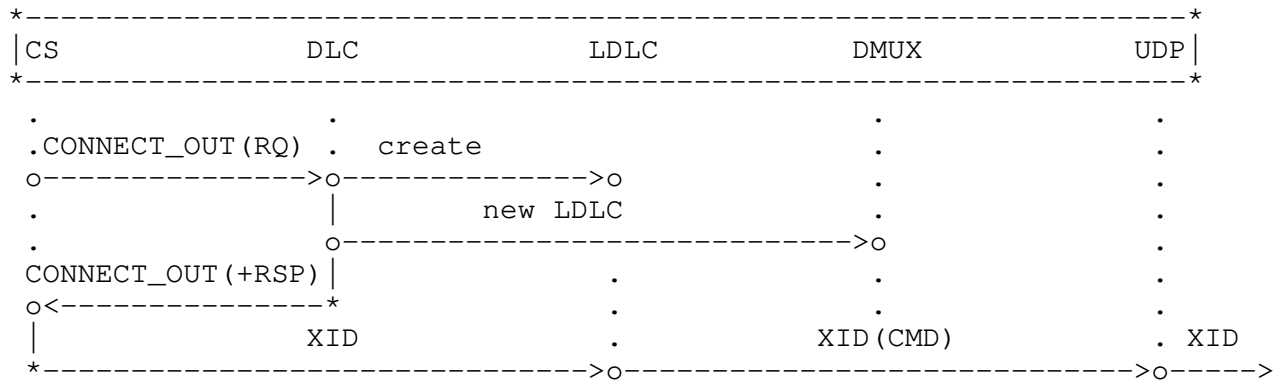 CS DLC LDLC DMUX UDP
CONNECT_OUT(RQ) create
new LDLC
CONNECT_OUT(+RSP)
XID XID(CMD) XID